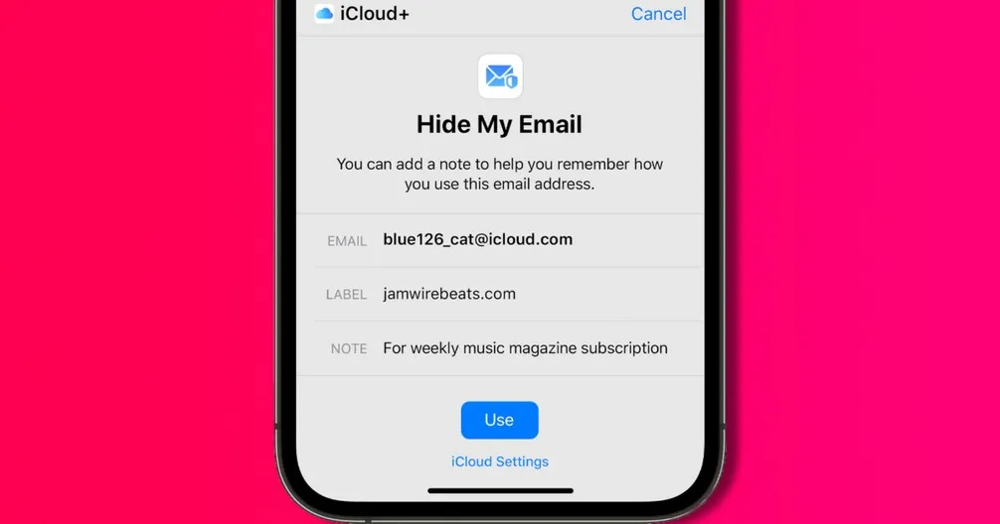 iCloud+
Cancel
Hide My Email
You can add a note to help you remember how
you use this email address.
EMAIL blue126_cat@icloud.com
LABEL jamwirebeats.com
NOTE For weekly music magazine subscription
Use
iCloud Settings